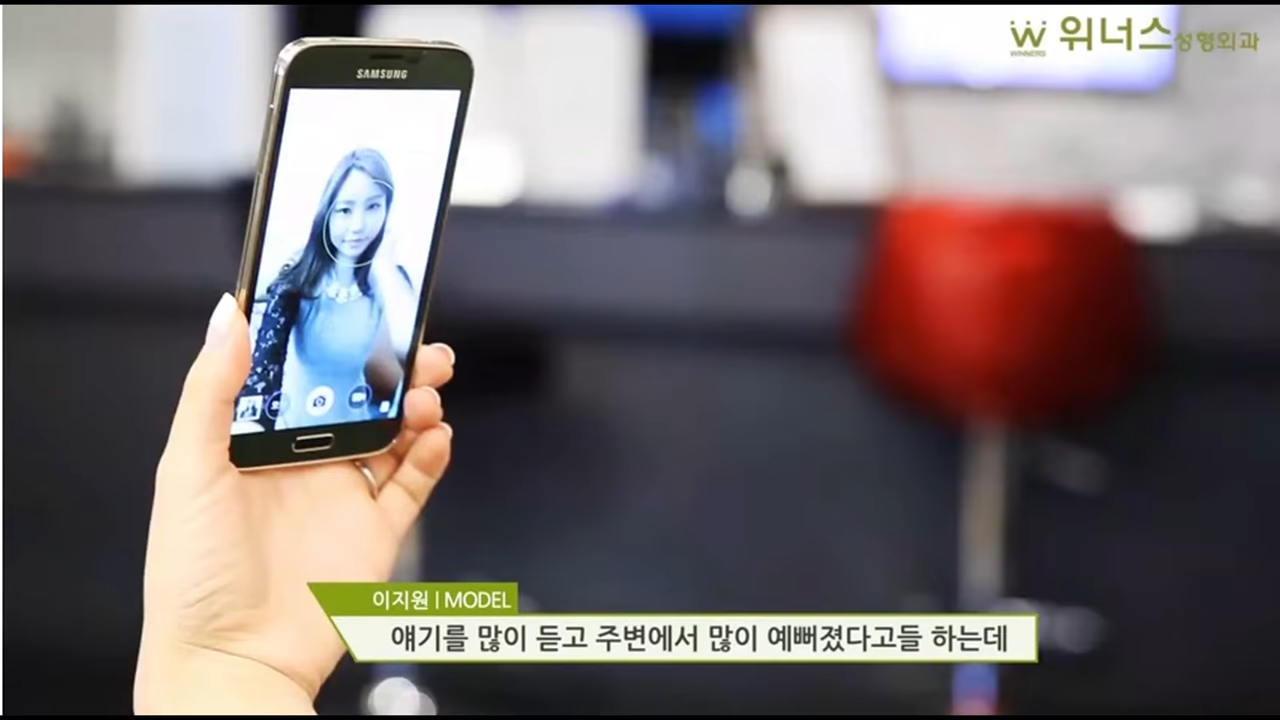 W 위너스성형외과
WINNERS
SAMSUNG
이지원 | MODEL
얘기를 많이 듣고 주변에서 많이 예뻐졌다고들 하는데